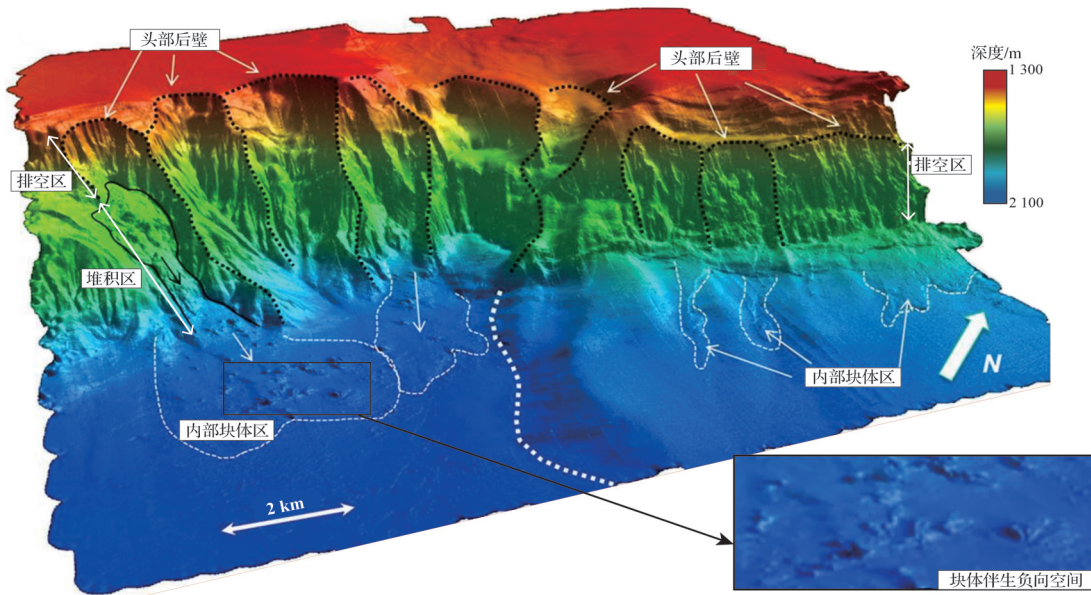 头部后壁
头部后壁
深度/m
1 300
2 100
排空区
排空区
堆积区
内部块体区
内部块体区
N
2 km
块体伴生负向空间